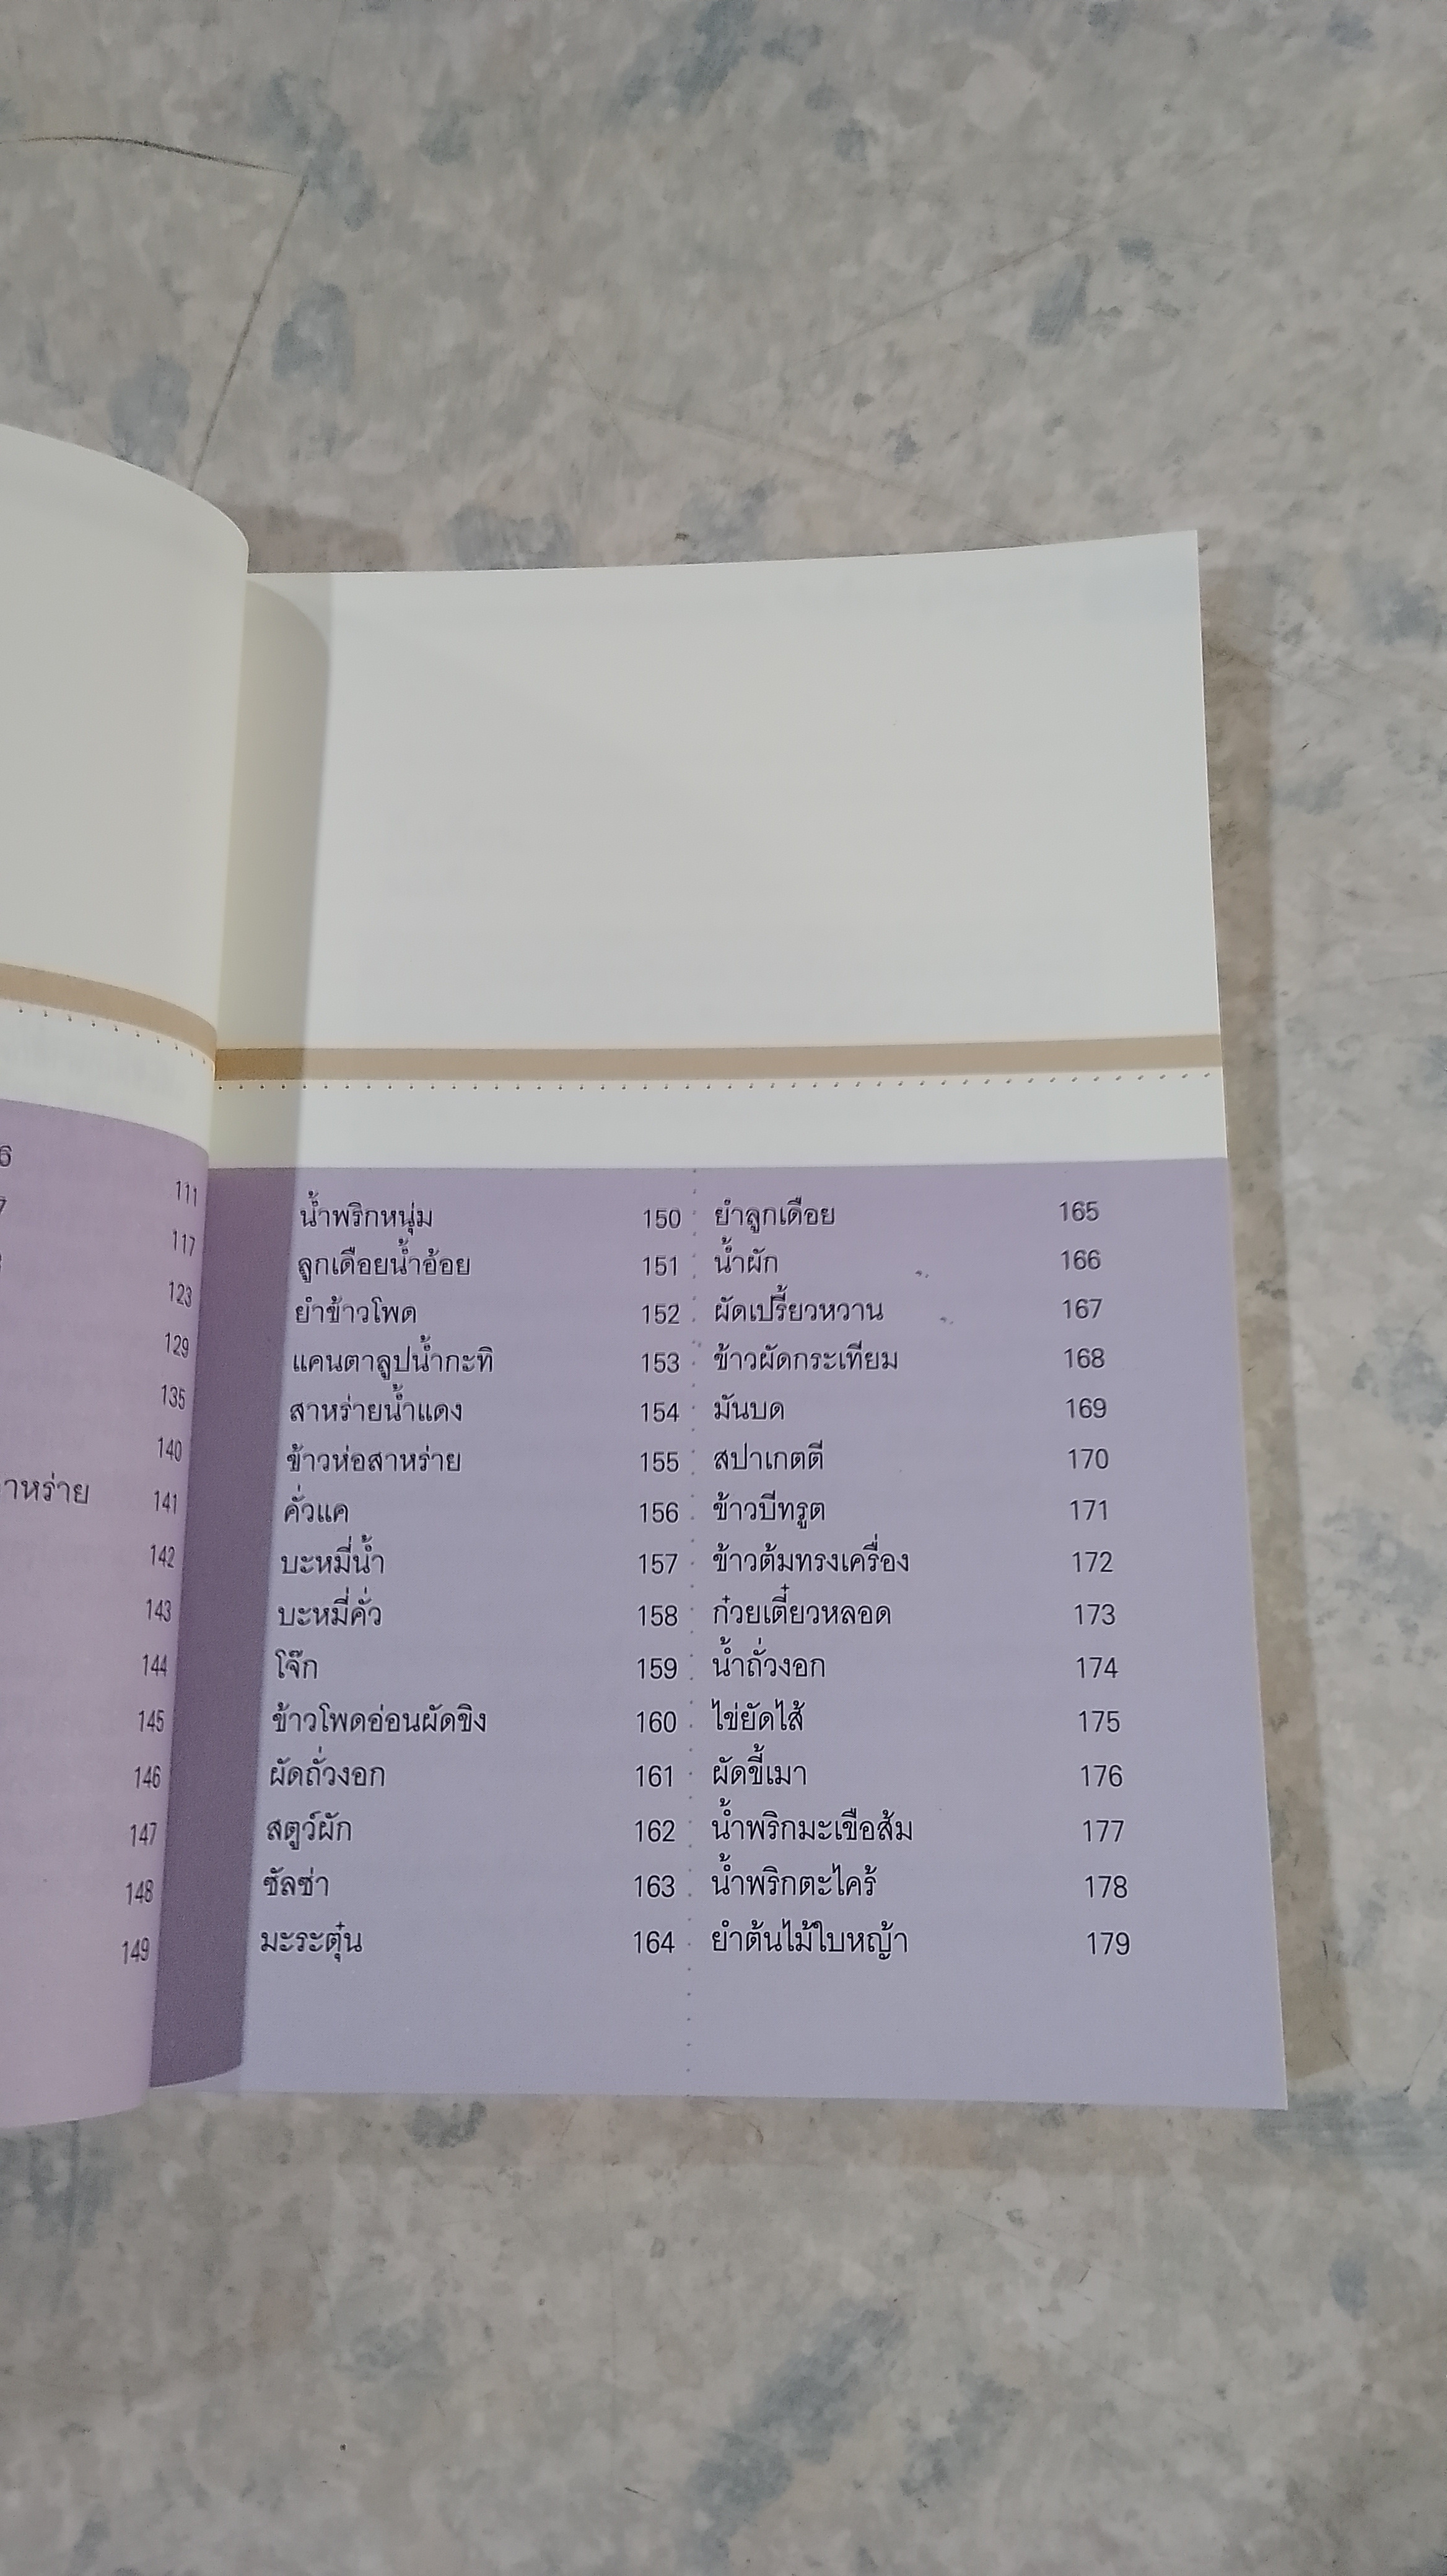 6
7
111
117
123
129
135
140
าหร่าย 141
142
143
144
145
146
147
148
149
น้ำพริกหนุ่ม 150
ลูกเดือยน้ำอ้อย 151
ยำข้าวโพด 152
แคนตาลูปน้ำกะทิ 153
สาหร่ายน้ำแดง 154
ข้าวห่อสาหร่าย 155
คั่วแค 156
บะหมี่น้ำ 157
บะหมี่คั่ว 158
โจ๊ก 159
ข้าวโพดอ่อนผัดขิง 160
ผัดถั่วงอก 161
สตูว์ผัก 162
ซัลซ่า 163
มะระตุ๋น 164
ยำลูกเดือย 165
น้ำผัก 166
ผัดเปรี้ยวหวาน 167
ข้าวผัดกระเทียม 168
มันบด 169
สปาเกตตี 170
ข้าวบีทรูต 171
ข้าวต้มทรงเครื่อง 172
ก๋วยเตี๋ยวหลอด 173
น้ำถั่วงอก 174
ไข่ยัดไส้ 175
ผัดขี้เมา 176
น้ำพริกมะเขือส้ม 177
น้ำพริกตะไคร้ 178
ยำต้นไม้ใบหญ้า 179